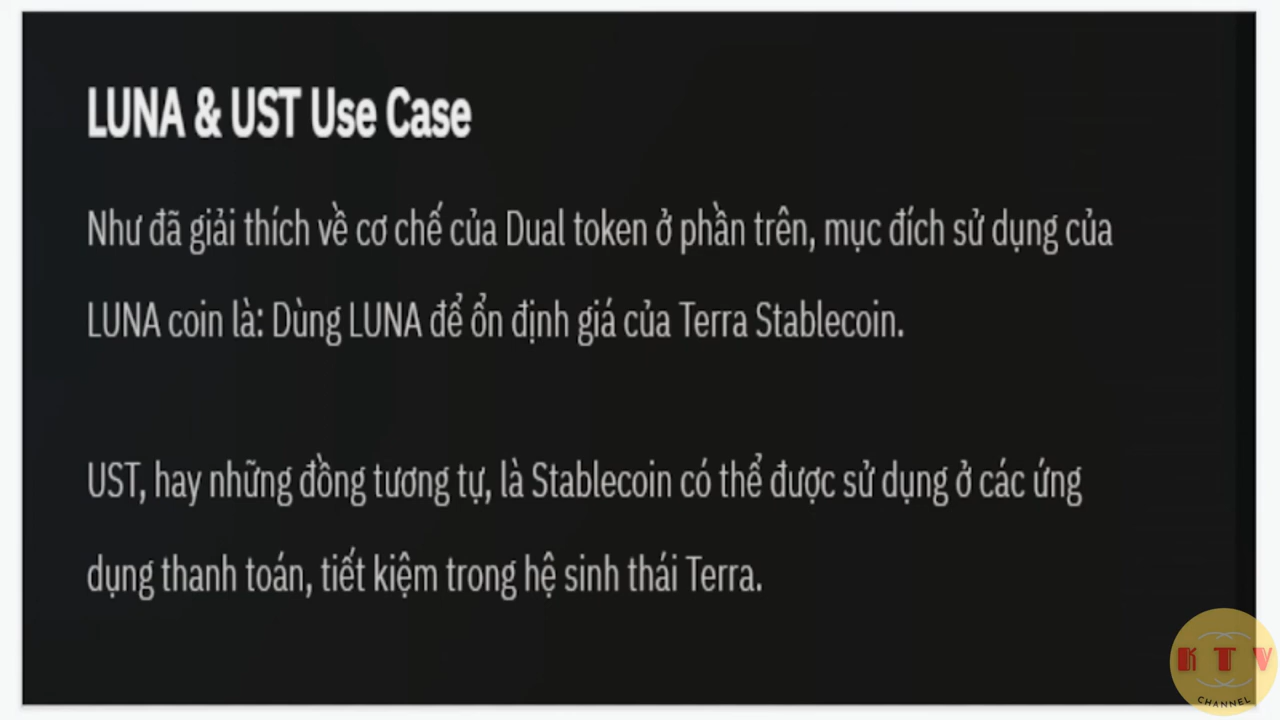 LUNA & UST Use Case
Như đã giải thích về cơ chế của Dual token ở phần trên, mục đích sử dụng của
LUNA coin là: Dùng LUNA để ổn định giá của Terra Stablecoin.
UST, hay những đồng tương tự, là Stablecoin có thể được sử dụng ở các ứng
dụng thanh toán, tiết kiệm trong hệ sinh thái Terra.
KTV
CHANNEL